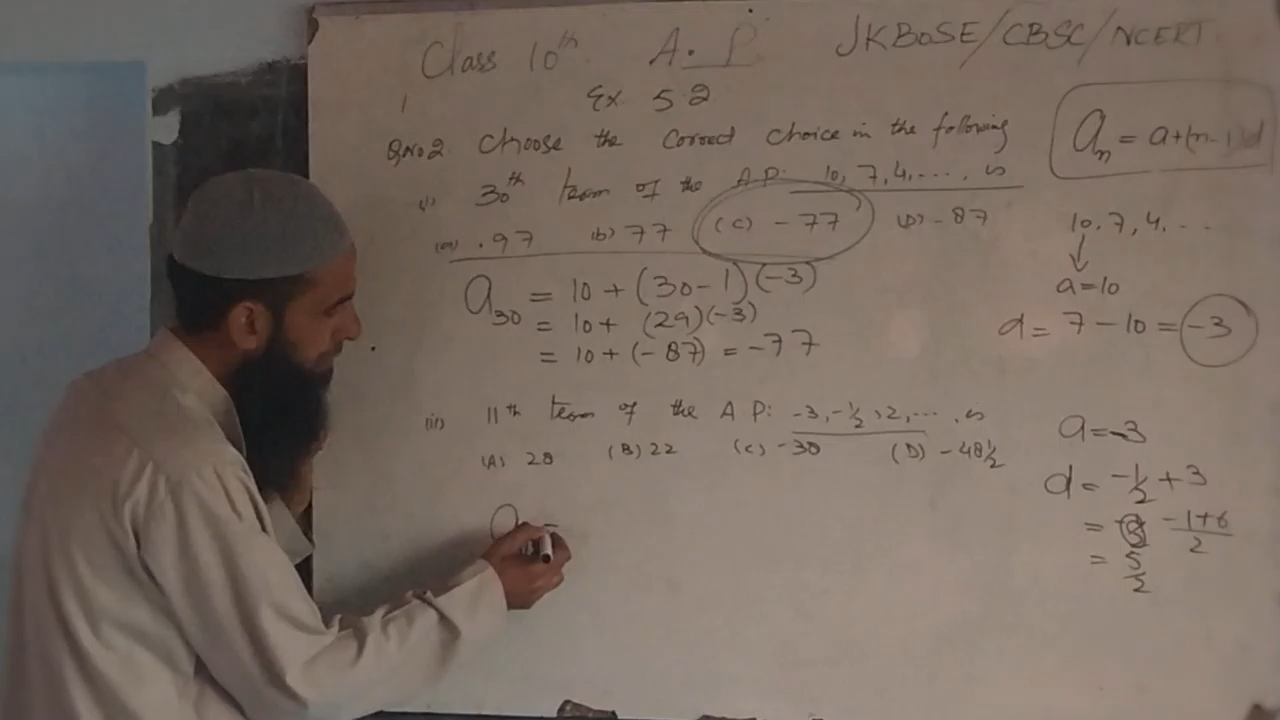 Class 10th A.P JKBOSE/CBSC/NCERT
Ex 5.2
QNo2 Choose the correct choice in the following
(i) 30th term of the A.P: 10, 7, 4, ...., is
(a) 97 (b) 77 (C) -77 (D) -87
a30 = 10 + (30-1)(-3)
= 10 + (29)(-3)
= 10 + (-87) = -77
an = a+(n-1)d
10, 7, 4, ...
a=10
d = 7 - 10 = -3
(ii) 11th term of the A P: -3, -1/2, 2, ... is
(A) 28 (B) 22 (C) -38 (D) -48 1/2
a
a = -3
d = -1/2 + 3
= -1+6/2
= 5/2